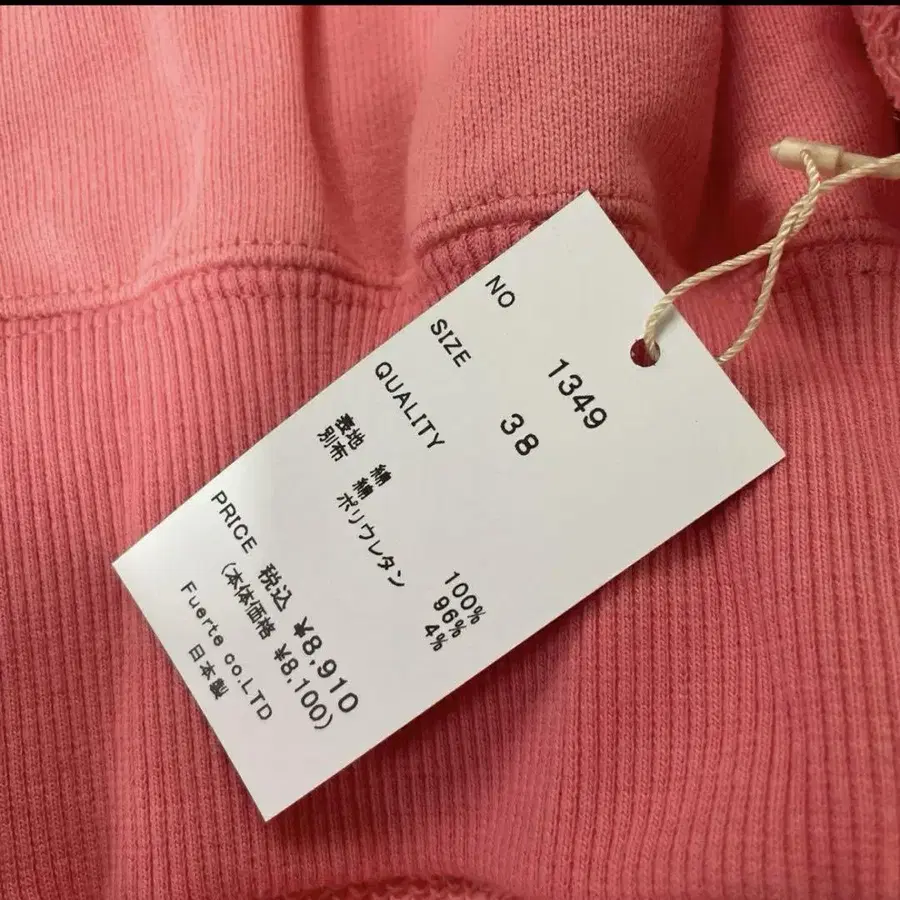 NO 1349
SIZE 38
QUALITY
表地 綿 100%
別布 綿 96%
ポリウレタン 4%
PRICE 税込 ¥8,910
(本体価格 ¥8,100)
Fuerte co.LTD
日本製